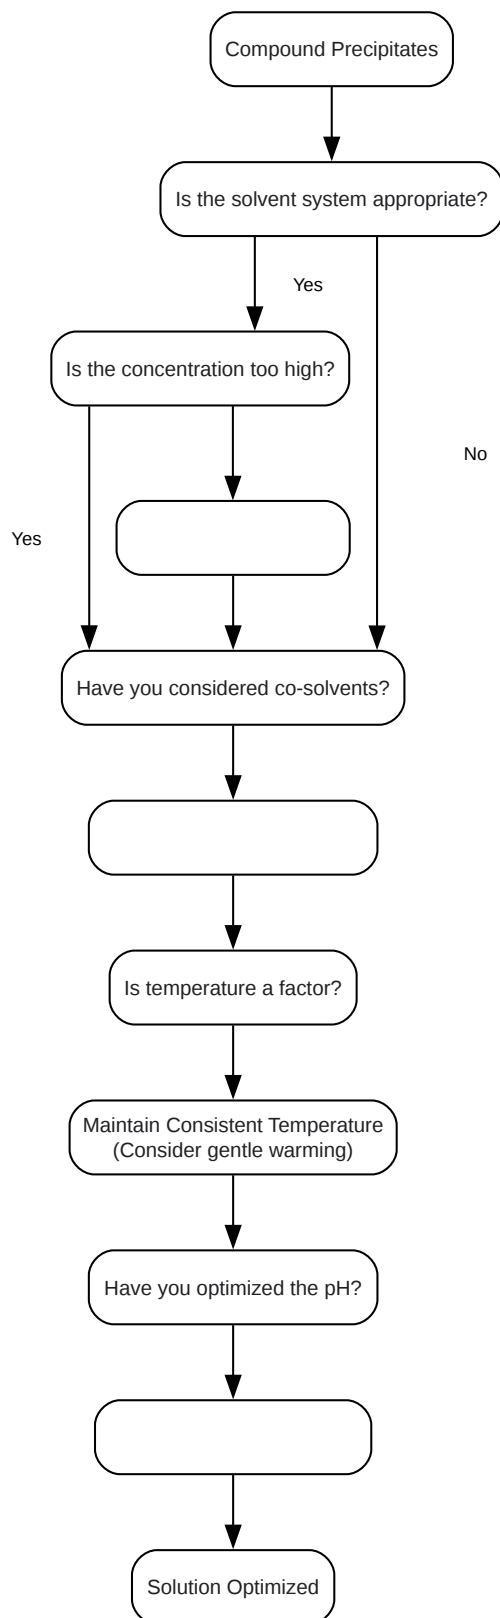 Compound Precipitates
Is the solvent system appropriate?
Yes
Is the concentration too high?
No
Yes
Have you considered co-solvents?
Is temperature a factor?
Maintain Consistent Temperature
(Consider gentle warming)
Have you optimized the pH?
Solution Optimized